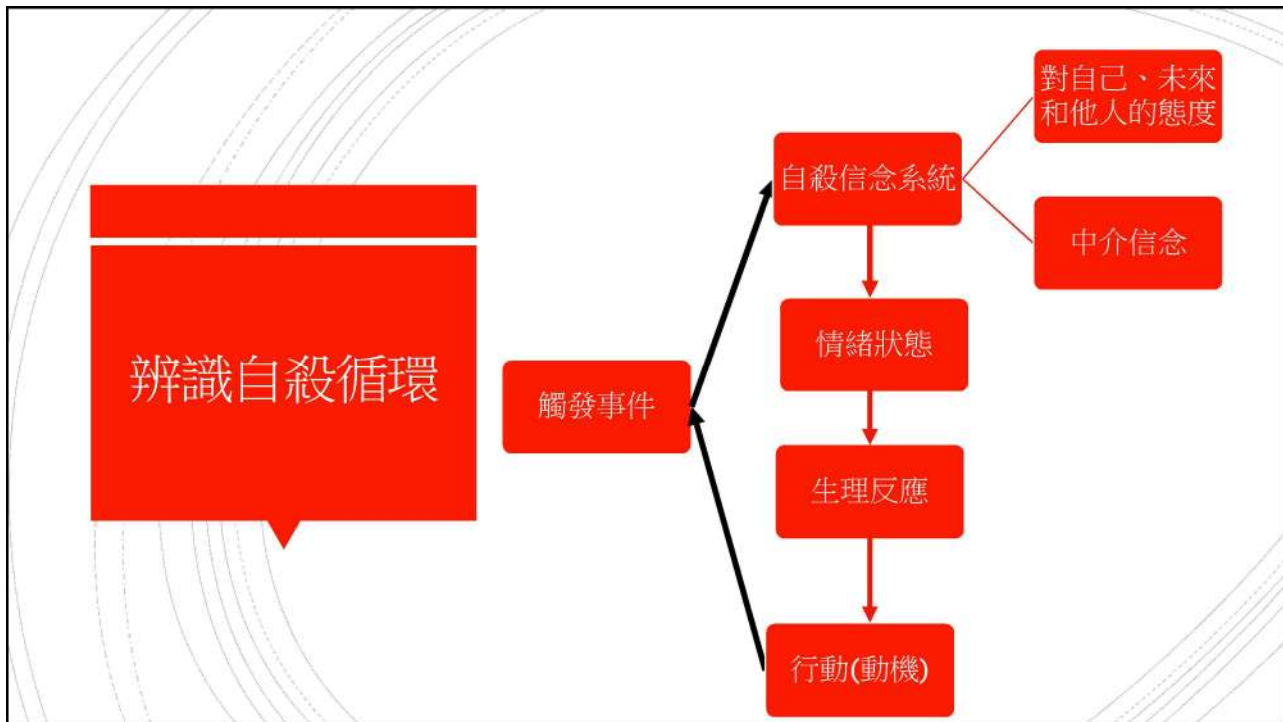 辨識自殺循環
觸發事件
自殺信念系統
對自己、未來
和他人的態度
中介信念
情緒狀態
生理反應
行動(動機)